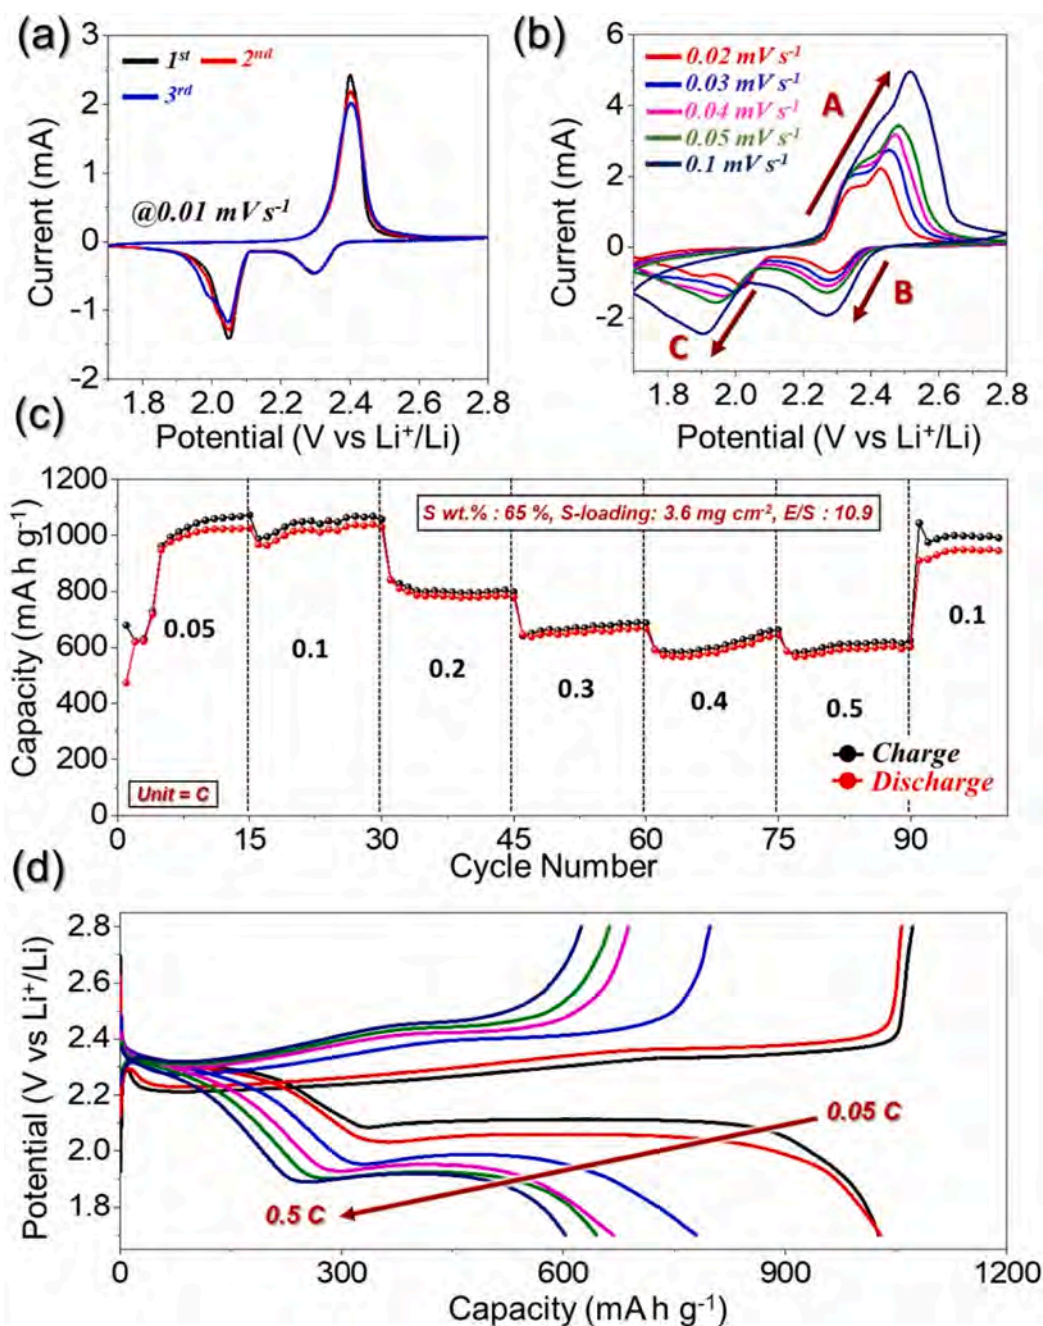 (a)
1st 2nd
3rd
@0.01 mV s-1
Current (mA)
3
2
1
0
-1
-2
1.8 2.0 2.2 2.4 2.6 2.8
Potential (V vs Li+/Li)
(b)
0.02 mV s-1
0.03 mV s-1
0.04 mV s-1
0.05 mV s-1
0.1 mV s-1
A
B
C
Current (mA)
6
4
2
0
-2
1.8 2.0 2.2 2.4 2.6 2.8
Potential (V vs Li+/Li)
(c)
Capacity (mA h g-1)
1200
1000
800
600
400
200
0
S wt.% : 65 %, S-loading: 3.6 mg cm-2, E/S : 10.9
0.05
0.1
0.2
0.3
0.4
0.5
0.1
Charge
Discharge
Unit = C
0 15 30 45 60 75 90
Cycle Number
(d)
Potential (V vs Li+/Li)
2.8
2.6
2.4
2.2
2.0
1.8
0.05 C
0.5 C
0 300 600 900 1200
Capacity (mA h g-1)